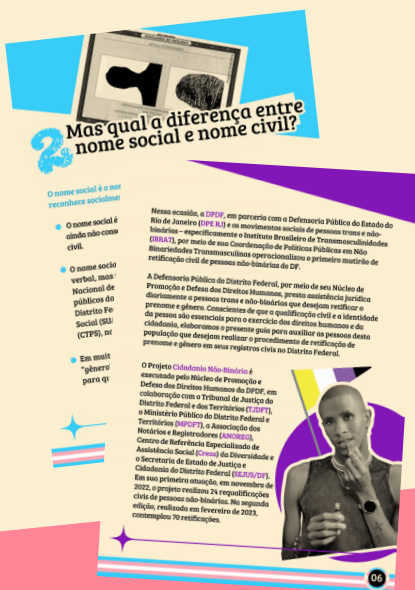 2. Mas qual a diferença entre
nome social e nome civil?
O nome social é o no
reconhece socialme
O nome social é
ainda não cons
civil.
O nome socia
verbal, mas
Nacional de
públicos da
Distrito Fe
Social (SU
(CTPS), no
Em muit
"gênero"
para qu
Nessa ocasião, a DPDF, em parceria com a Defensoria Pública do Estado do
Rio de Janeiro (DPE RJ) e os movimentos sociais de pessoas trans e não-
binárias – especificamente o Instituto Brasileiro de Transmasculinidades
(IBRAT), por meio de sua Coordenação de Políticas Públicas em Não
Binariedades Transmasculinas operacionalizou o primeiro mutirão de
retificação civil de pessoas não-binárias do DF.
A Defensoria Pública do Distrito Federal, por meio de seu Núcleo de
Promoção e Defesa dos Direitos Humanos, presta assistência jurídica
diariamente a pessoas trans e não-binárias que desejam retificar o
prenome e gênero. Conscientes de que a qualificação civil e a identidade
da pessoa são essenciais para o exercício dos direitos humanos e da
cidadania, elaboramos o presente guia para auxiliar as pessoas desta
população que desejam realizar o procedimento de retificação de
prenome e gênero em seus registros civis no Distrito Federal.
O Projeto Cidadania Não-Binária é
executado pelo Núcleo de Promoção e
Defesa dos Direitos Humanos da DPDF, em
colaboração com o Tribunal de Justiça do
Distrito Federal e dos Territórios (TJDFT),
o Ministério Público do Distrito Federal e
Territórios (MPDFT), a Associação dos
Notários e Registradores (ANOREG),
Centro de Referência Especializado de
Assistência Social (Creas) da Diversidade e
a Secretaria de Estado de Justiça e
Cidadania do Distrito Federal (SEJUS/DF).
Em sua primeira atuação, em novembro de
2022, o projeto realizou 24 requalificações
civis de pessoas não-binárias. Na segunda
edição, realizada em fevereiro de 2023,
contemplou 70 retificações.
06